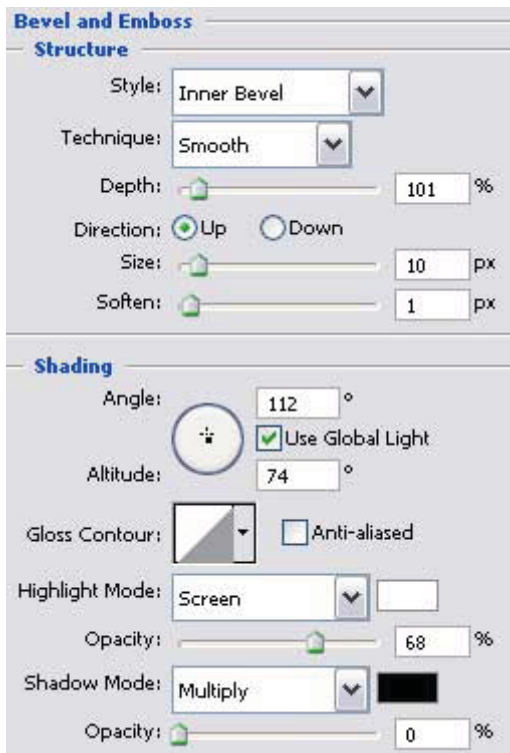 Bevel and Emboss
Structure
Style: Inner Bevel
Technique: Smooth
Depth: 101 %
Direction: Up Down
Size: 10 px
Soften: 1 px
Shading
Angle: 112 °
Use Global Light
Altitude: 74 °
Gloss Contour: Anti-aliased
Highlight Mode: Screen
Opacity: 68 %
Shadow Mode: Multiply
Opacity: 0 %